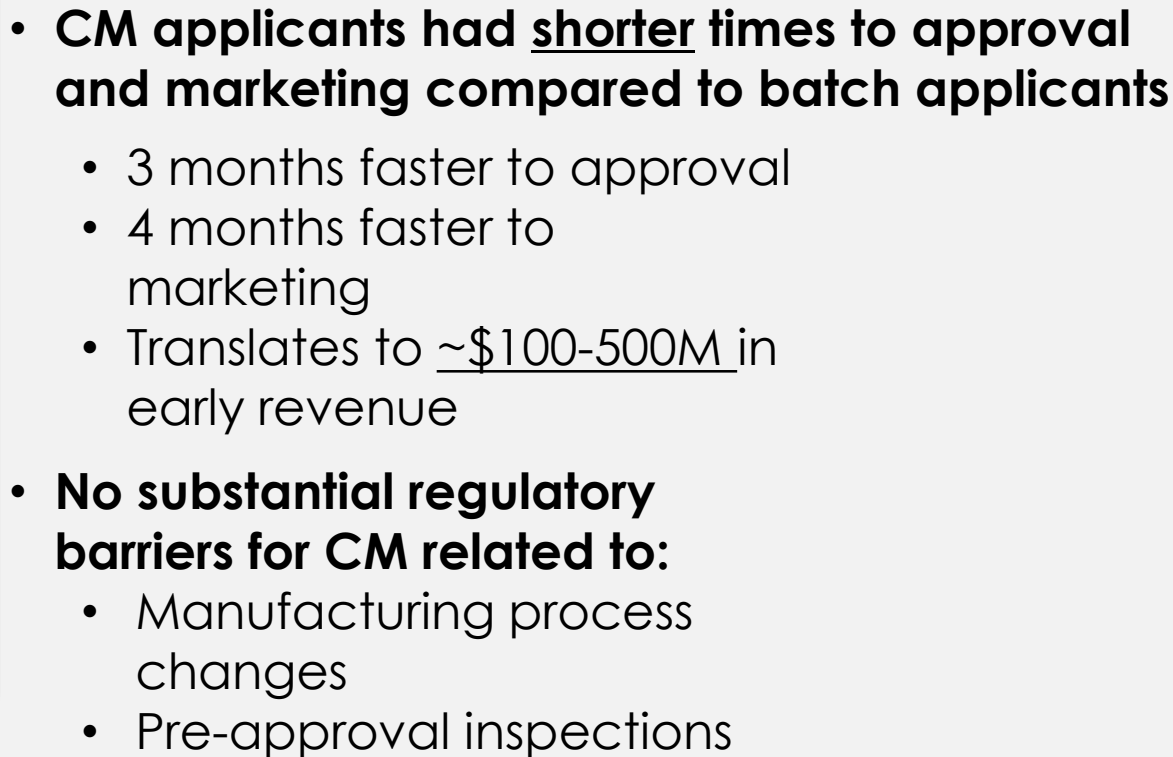 • CM applicants had shorter times to approval
and marketing compared to batch applicants
• 3 months faster to approval
• 4 months faster to
marketing
• Translates to ~$100-500M in
early revenue
• No substantial regulatory
barriers for CM related to:
• Manufacturing process
changes
• Pre-approval inspections